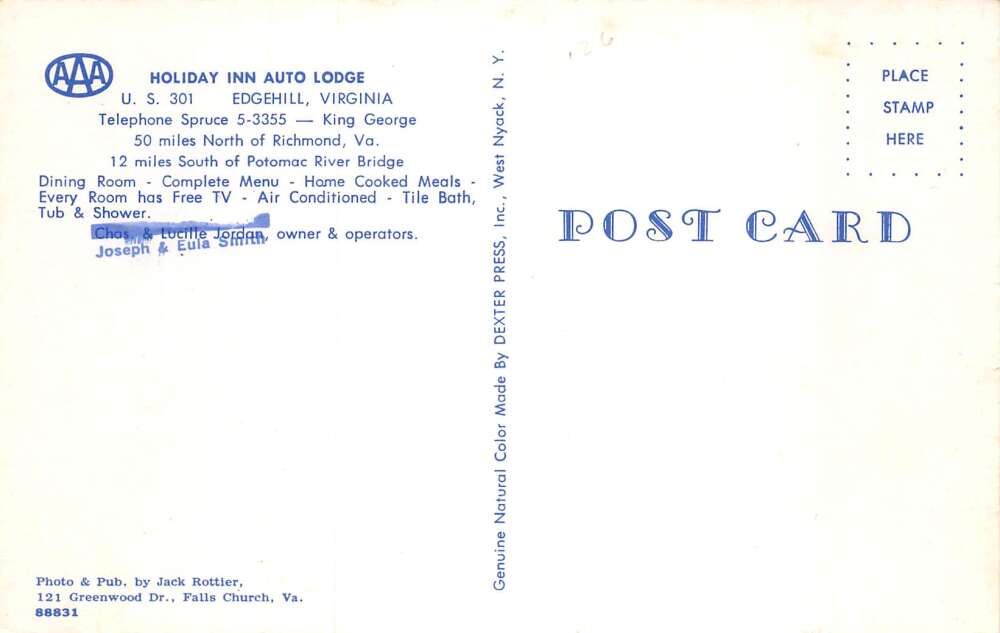 AAA
HOLIDAY INN AUTO LODGE
U. S. 301 EDGEHILL, VIRGINIA
Telephone Spruce 5-3355 — King George
50 miles North of Richmond, Va.
12 miles South of Potomac River Bridge
Dining Room - Complete Menu - Home Cooked Meals -
Every Room has Free TV - Air Conditioned - Tile Bath,
Tub & Shower.
Chas. & Lucille Jordan, owner & operators.
Joseph & Eula Smith
Photo & Pub. by Jack Rottier,
121 Greenwood Dr., Falls Church, Va.
88831
Genuine Natural Color Made By DEXTER PRESS, Inc., West Nyack, N. Y.
POST CARD
PLACE
STAMP
HERE